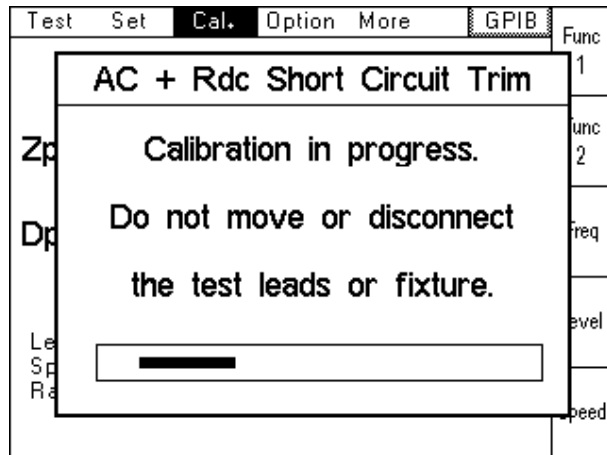 Test Set Cal. Option More GPIB
Func
1
AC + Rdc Short Circuit Trim
Calibration in progress.
Do not move or disconnect
the test leads or fixture.
2